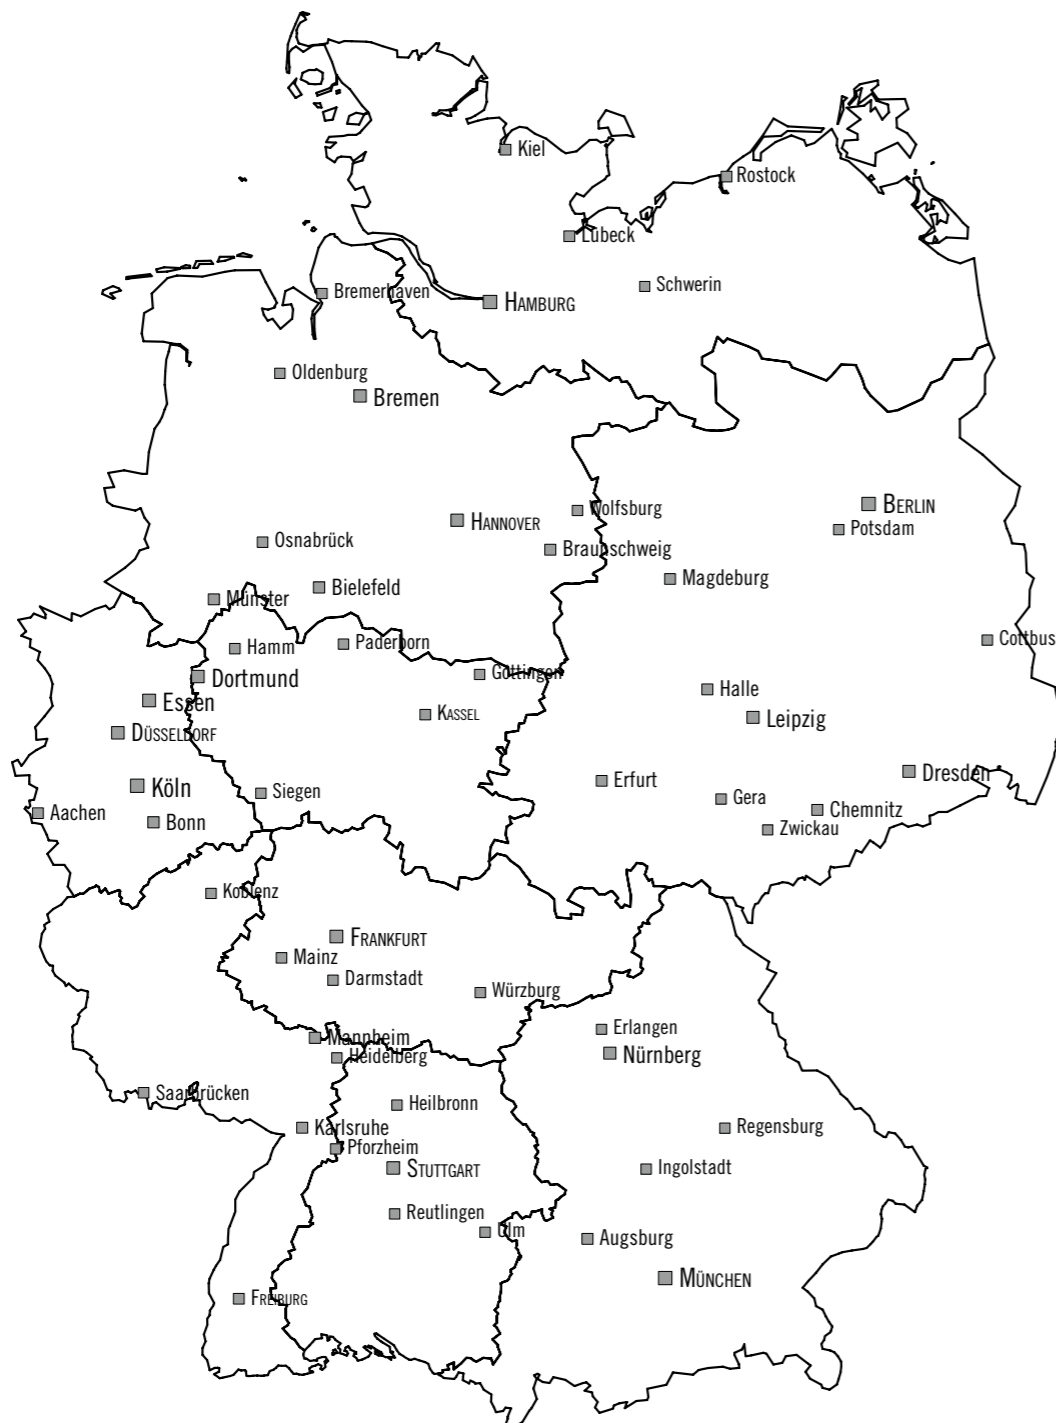 Kiel
Rostock
Lübeck
Schwerin
Bremerhaven
HAMBURG
Oldenburg
Bremen
BERLIN
Wolfsburg
HANNOVER
Potsdam
Osnabrück
Braunschweig
Magdeburg
Bielefeld
Münster
Cottbus
Paderborn
Hamm
Göttingen
Dortmund
Halle
Essen
KASSEL
Leipzig
DÜSSELDORF
Dresden
Erfurt
Köln
Siegen
Gera
Chemnitz
Aachen
Bonn
Zwickau
Koblenz
FRANKFURT
Mainz
Darmstadt
Würzburg
Erlangen
Mannheim
Nürnberg
Heidelberg
Saarbrücken
Heilbronn
Karlsruhe
Regensburg
Pforzheim
STUTTGART
Ingolstadt
Reutlingen
Ulm
Augsburg
MÜNCHEN
FREIBURG